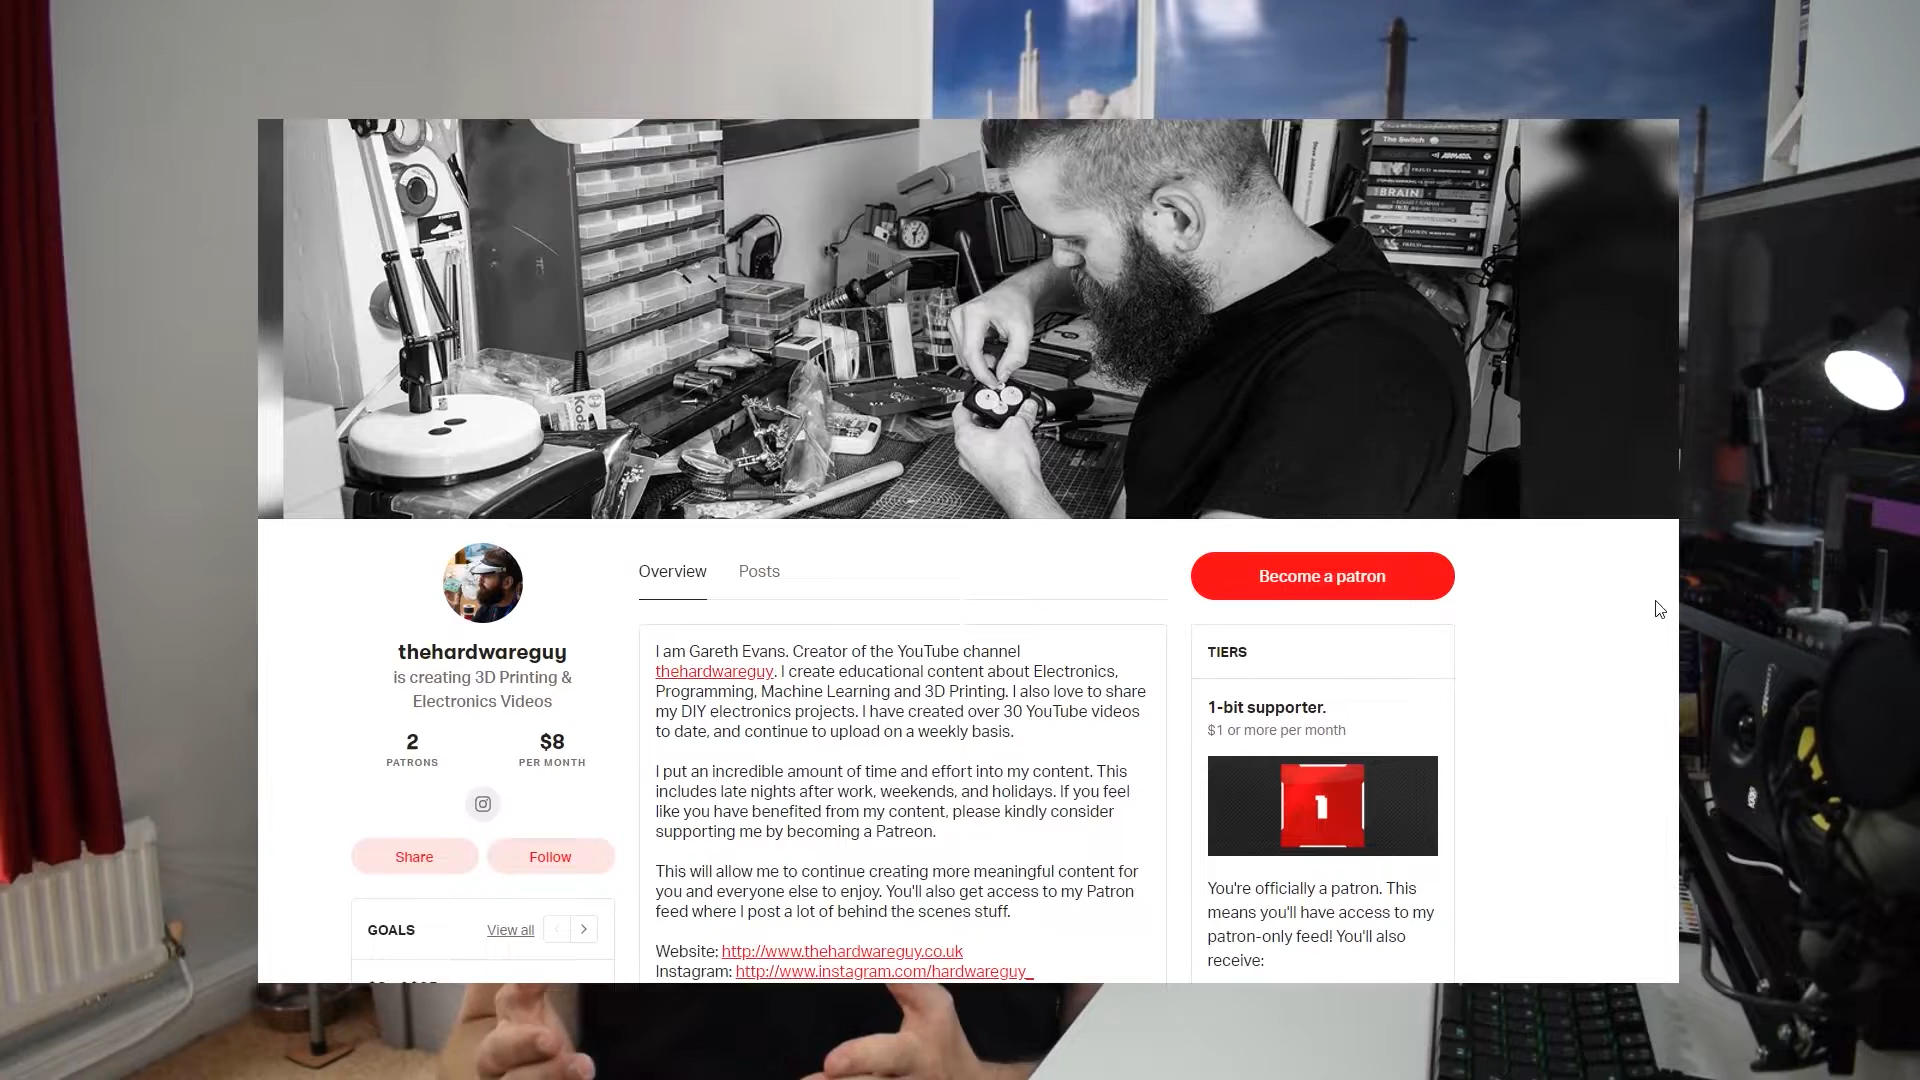 The Switch
BRAIN
DARWIN
FREUD
Koda
Overview
Posts
Become a patron
thehardwareguy
is creating 3D Printing &
Electronics Videos
2
PATRONS
$8
PER MONTH
Share
Follow
GOALS
View all
I am Gareth Evans. Creator of the YouTube channel
thehardwareguy. I create educational content about Electronics,
Programming, Machine Learning and 3D Printing. I also love to share
my DIY electronics projects. I have created over 30 YouTube videos
to date, and continue to upload on a weekly basis.
I put an incredible amount of time and effort into my content. This
includes late nights after work, weekends, and holidays. If you feel
like you have benefited from my content, please kindly consider
supporting me by becoming a Patreon.
This will allow me to continue creating more meaningful content for
you and everyone else to enjoy. You'll also get access to my Patron
feed where I post a lot of behind the scenes stuff.
Website: http://www.thehardwareguy.co.uk
Instagram: http://www.instagram.com/hardwareguy_
TIERS
1-bit supporter.
$1 or more per month
1
You're officially a patron. This
means you'll have access to my
patron-only feed! You'll also
receive: